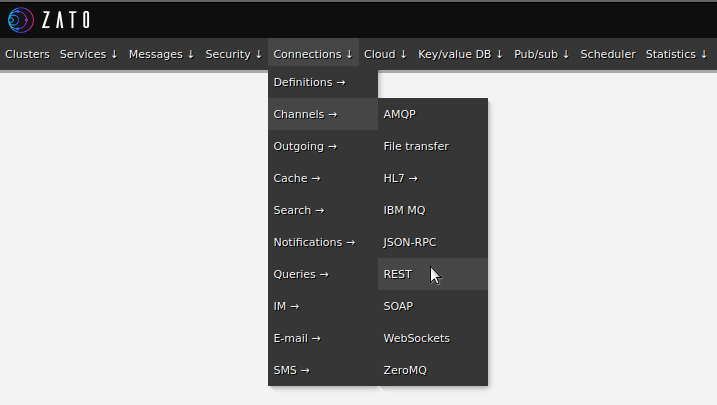 ZATO
Clusters Services ↓ Messages ↓ Security ↓ Connections ↓ Cloud ↓ Key/value DB ↓ Pub/sub ↓ Scheduler Statistics ↓
Definitions →
Channels →
Outgoing →
Cache →
Search →
Notifications →
Queries →
IM →
E-mail →
SMS →
AMQP
File transfer
HL7 →
IBM MQ
JSON-RPC
REST
SOAP
WebSockets
ZeroMQ